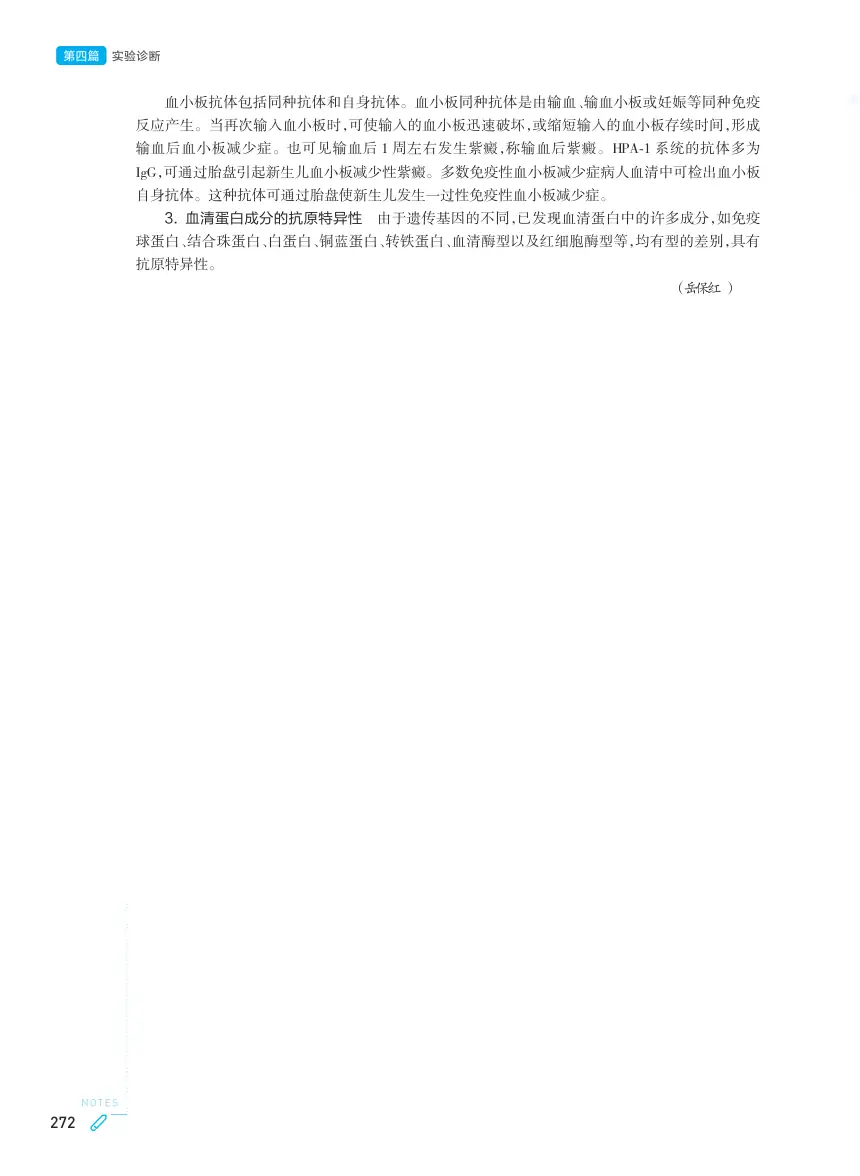 第四篇 实验诊断
血小板抗体包括同种抗体和自身抗体。血小板同种抗体是由输血、输血小板或妊娠等同种免疫
反应产生。当再次输入血小板时,可使输入的血小板迅速破坏,或缩短输入的血小板存续时间,形成
输血后血小板减少症。也可见输血后 1 周左右发生紫癜,称输血后紫癜。HPA-1 系统的抗体多为
IgG,可通过胎盘引起新生儿血小板减少性紫癜。多数免疫性血小板减少症病人血清中可检出血小板
自身抗体。这种抗体可通过胎盘使新生儿发生一过性免疫性血小板减少症。
3. 血清蛋白成分的抗原特异性 由于遗传基因的不同,已发现血清蛋白中的许多成分,如免疫
球蛋白、结合珠蛋白、白蛋白、铜蓝蛋白、转铁蛋白、血清酶型以及红细胞酶型等,均有型的差别,具有
抗原特异性。
(岳保红 )
NOTES
272